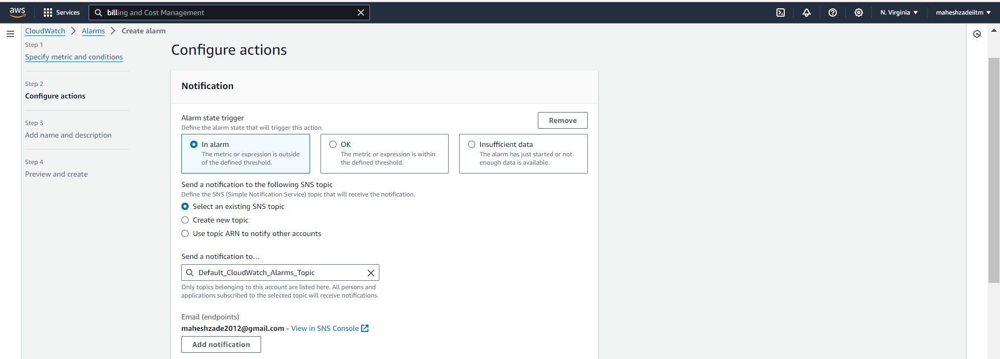 aws
Services
billing and Cost Management
N. Virginia
maheshzadeiitm
CloudWatch
Alarms
Create alarm
Step 1
Specify metric and conditions
Step 2
Configure actions
Step 3
Add name and description
Step 4
Preview and create
Configure actions
Notification
Alarm state trigger
Define the alarm state that will trigger this action.
Remove
In alarm
The metric or expression is outside
of the defined threshold.
OK
The metric or expression is within
the defined threshold.
Insufficient data
The alarm has just started or not
enough data is available.
Send a notification to the following SNS topic
Define the SNS (Simple Notification Service) topic that will receive the notification.
Select an existing SNS topic
Create new topic
Use topic ARN to notify other accounts
Send a notification to…
Default_CloudWatch_Alarms_Topic
Only topics belonging to this account are listed here. All persons and
applications subscribed to the selected topic will receive notifications.
Email (endpoints)
maheshzade2012@gmail.com - View in SNS Console
Add notification